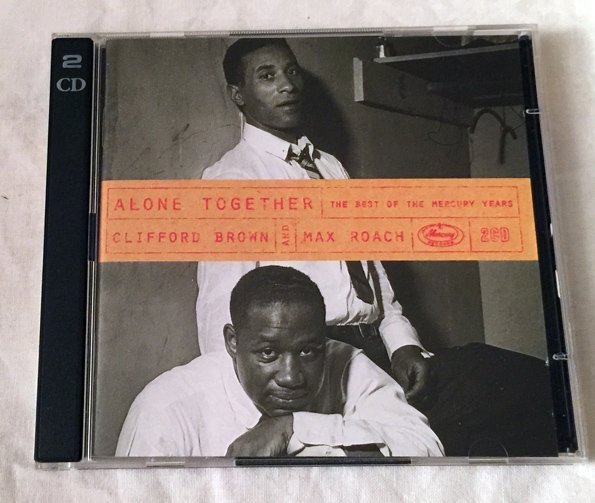 2
CD
ALONE TOGETHER THE BEST OF THE MERCURY YEARS
CLIFFORD BROWN AND MAX ROACH Mercury 2CD